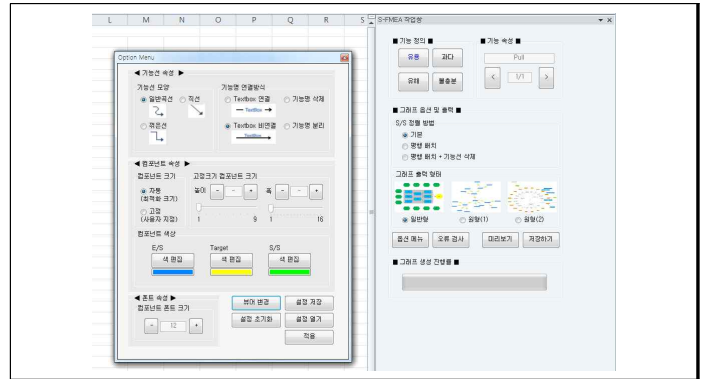 L M N O P Q R S
Option Menu
◀ 기능선 속성 ▶
기능선 모양
일반곡선 직선
꺾은선
기능명 연결방식
Textbox 연결 기능명 삭제
TextBox
Textbox 비연결 기능명 분리
TextBox
◀ 컴포넌트 속성 ▶
컴포넌트 크기
자동
(최적화 크기)
고정
(사용자 지정)
고정크기 컴포넌트 크기
높이 - - + 폭 - - +
1 9 1 16
컴포넌트 색상
E/S Target S/S
색 편집 색 편집 색 편집
◀ 폰트 속성 ▶
컴포넌트 폰트 크기
- 12 +
뷰어 변경 설정 저장
설정 초기화 설정 열기
적용
S-FMEA 작업창
■ 기능 정의 ■ ■ 기능 속성 ■
유용 과다 Pull
유해 불충분 < 1/1 >
■ 그래프 옵션 및 출력 ■
S/S 정렬 방법
기본
평행 배치
평행 배치 + 기능선 삭제
그래프 출력 형태
일반형 원형(1) 원형(2)
옵션 메뉴 오류 검사 미리보기 저장하기
■ 그래프 생성 진행률 ■